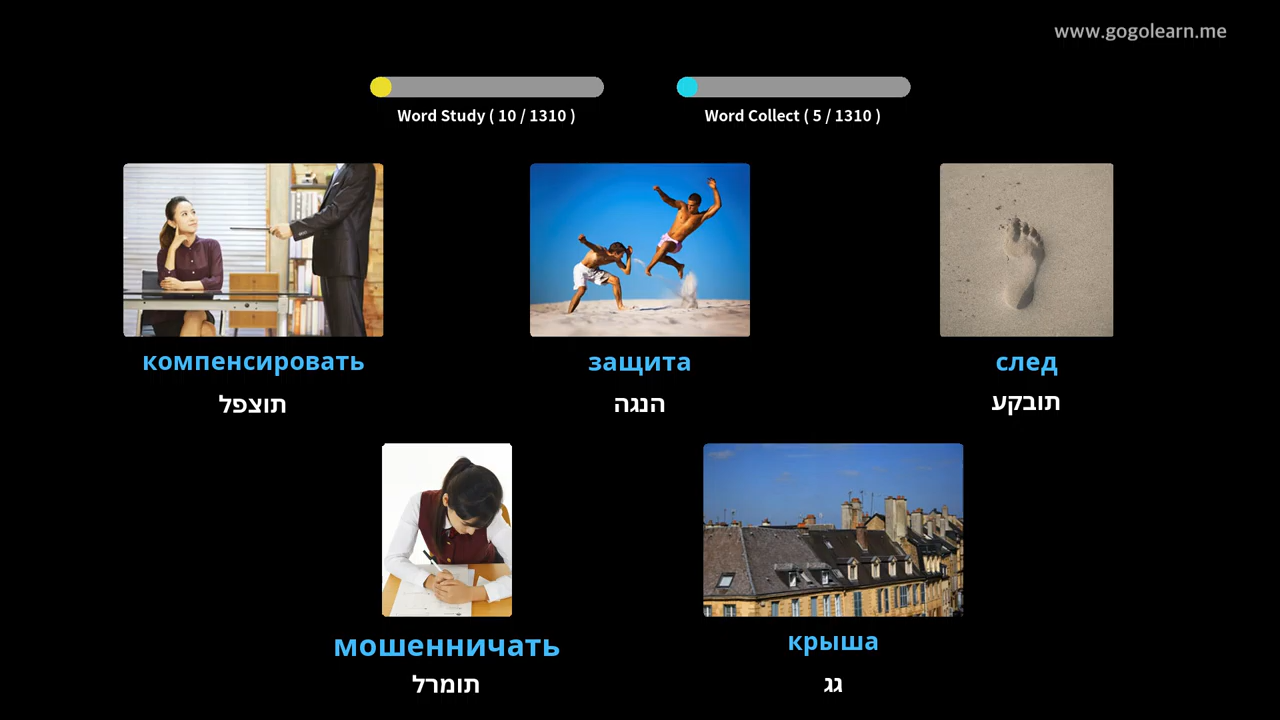 www.gogolearn.me
Word Study ( 10 / 1310 )
Word Collect ( 5 / 1310 )
компенсировать
תוצפל
защита
הנגה
след
תובקע
мошенничать
תומרל
крыша
גג